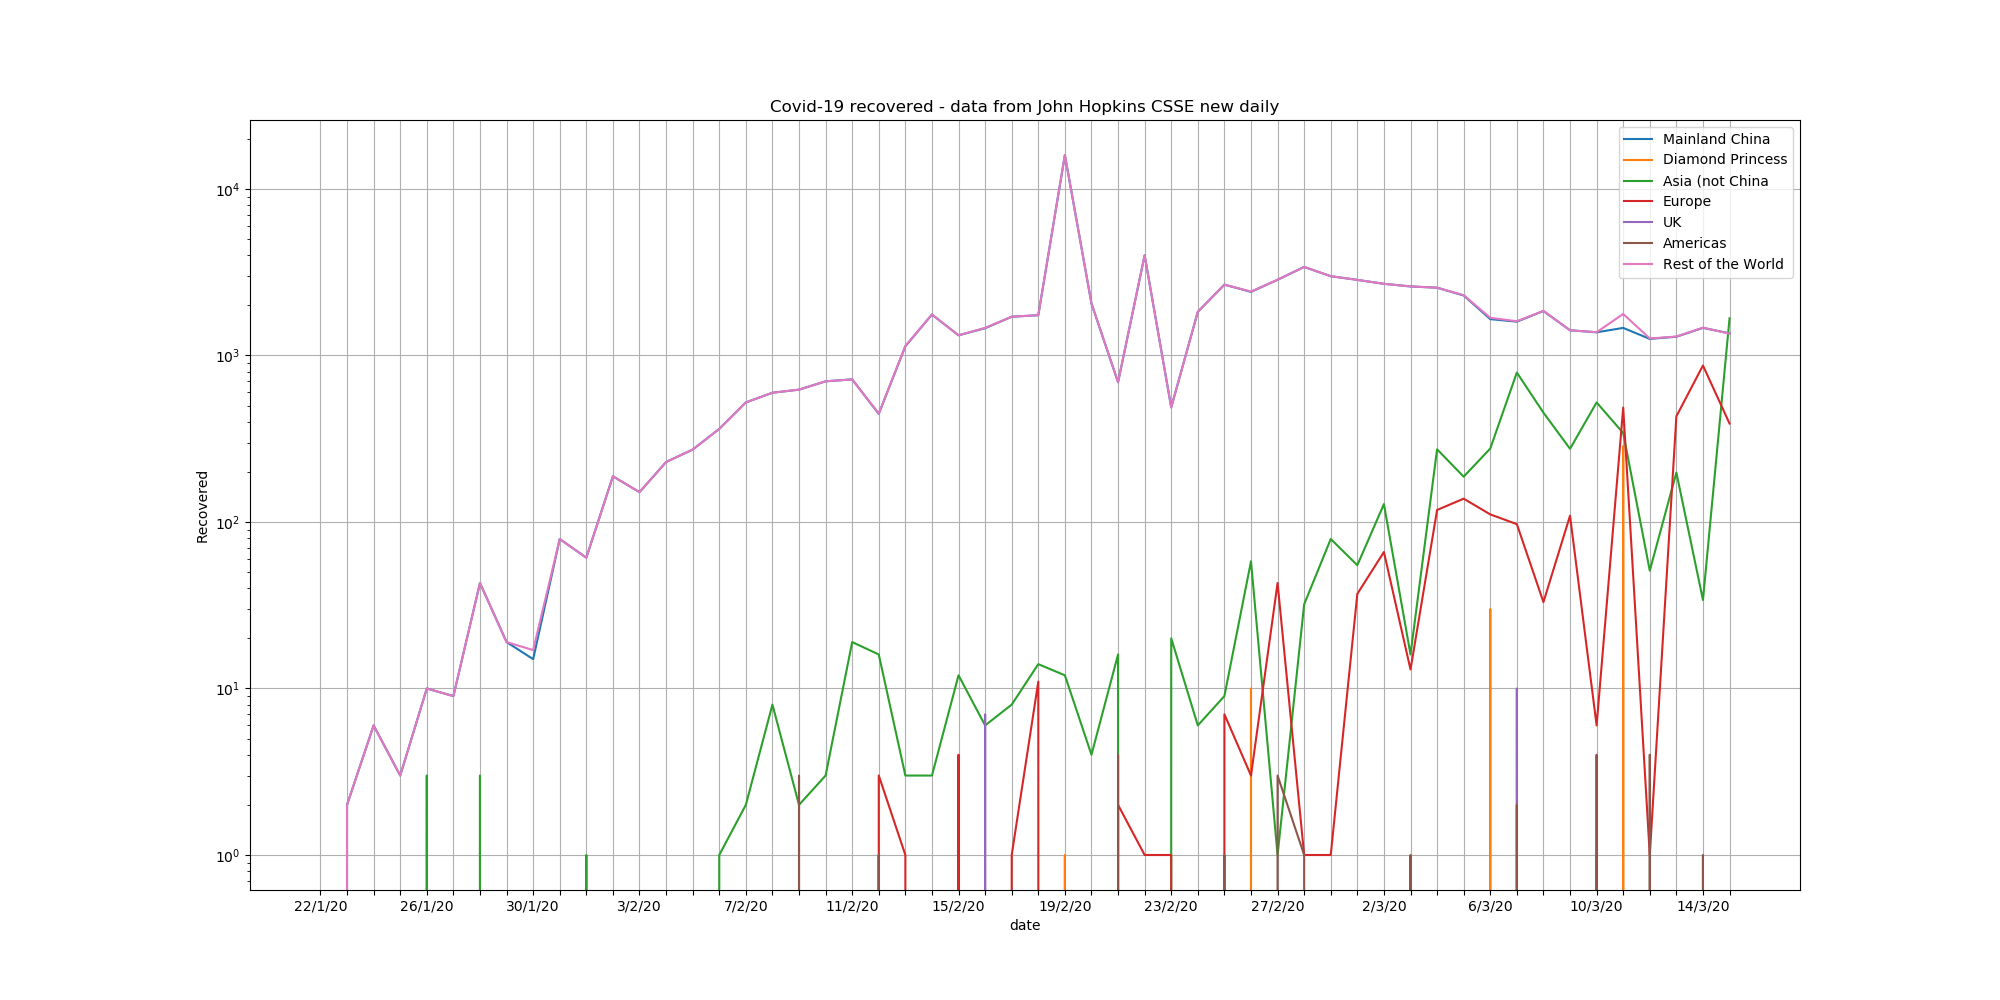 Covid-19 recovered - data from John Hopkins CSSE new daily
Mainland China
Diamond Princess
Asia (not China
Europe
UK
Americas
Rest of the World
Recovered
10^4
10^3
10^2
10^1
10^0
22/1/20 26/1/20 30/1/20 3/2/20 7/2/20 11/2/20 15/2/20 19/2/20 23/2/20 27/2/20 2/3/20 6/3/20 10/3/20 14/3/20
date